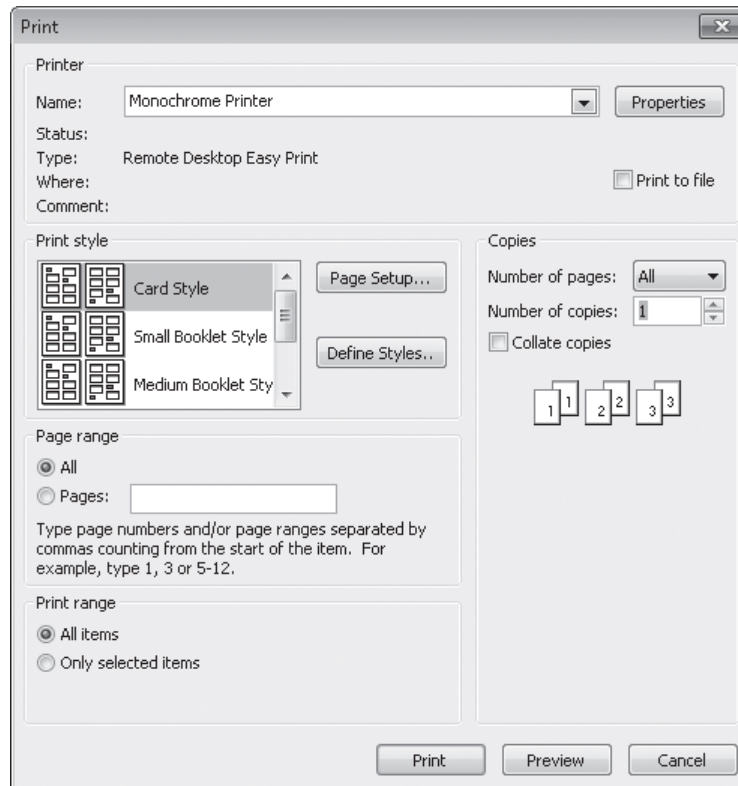 Print
Printer
Name: Monochrome Printer Properties
Status:
Type: Remote Desktop Easy Print
Where: Print to file
Comment:
Print style
Card Style
Small Booklet Style
Medium Booklet Sty
Page Setup...
Define Styles..
Page range
All
Pages:
Type page numbers and/or page ranges separated by
commas counting from the start of the item. For
example, type 1, 3 or 5-12.
Print range
All items
Only selected items
Copies
Number of pages: All
Number of copies: 1
Collate copies
1 1 2 2 3 3
Print Preview Cancel